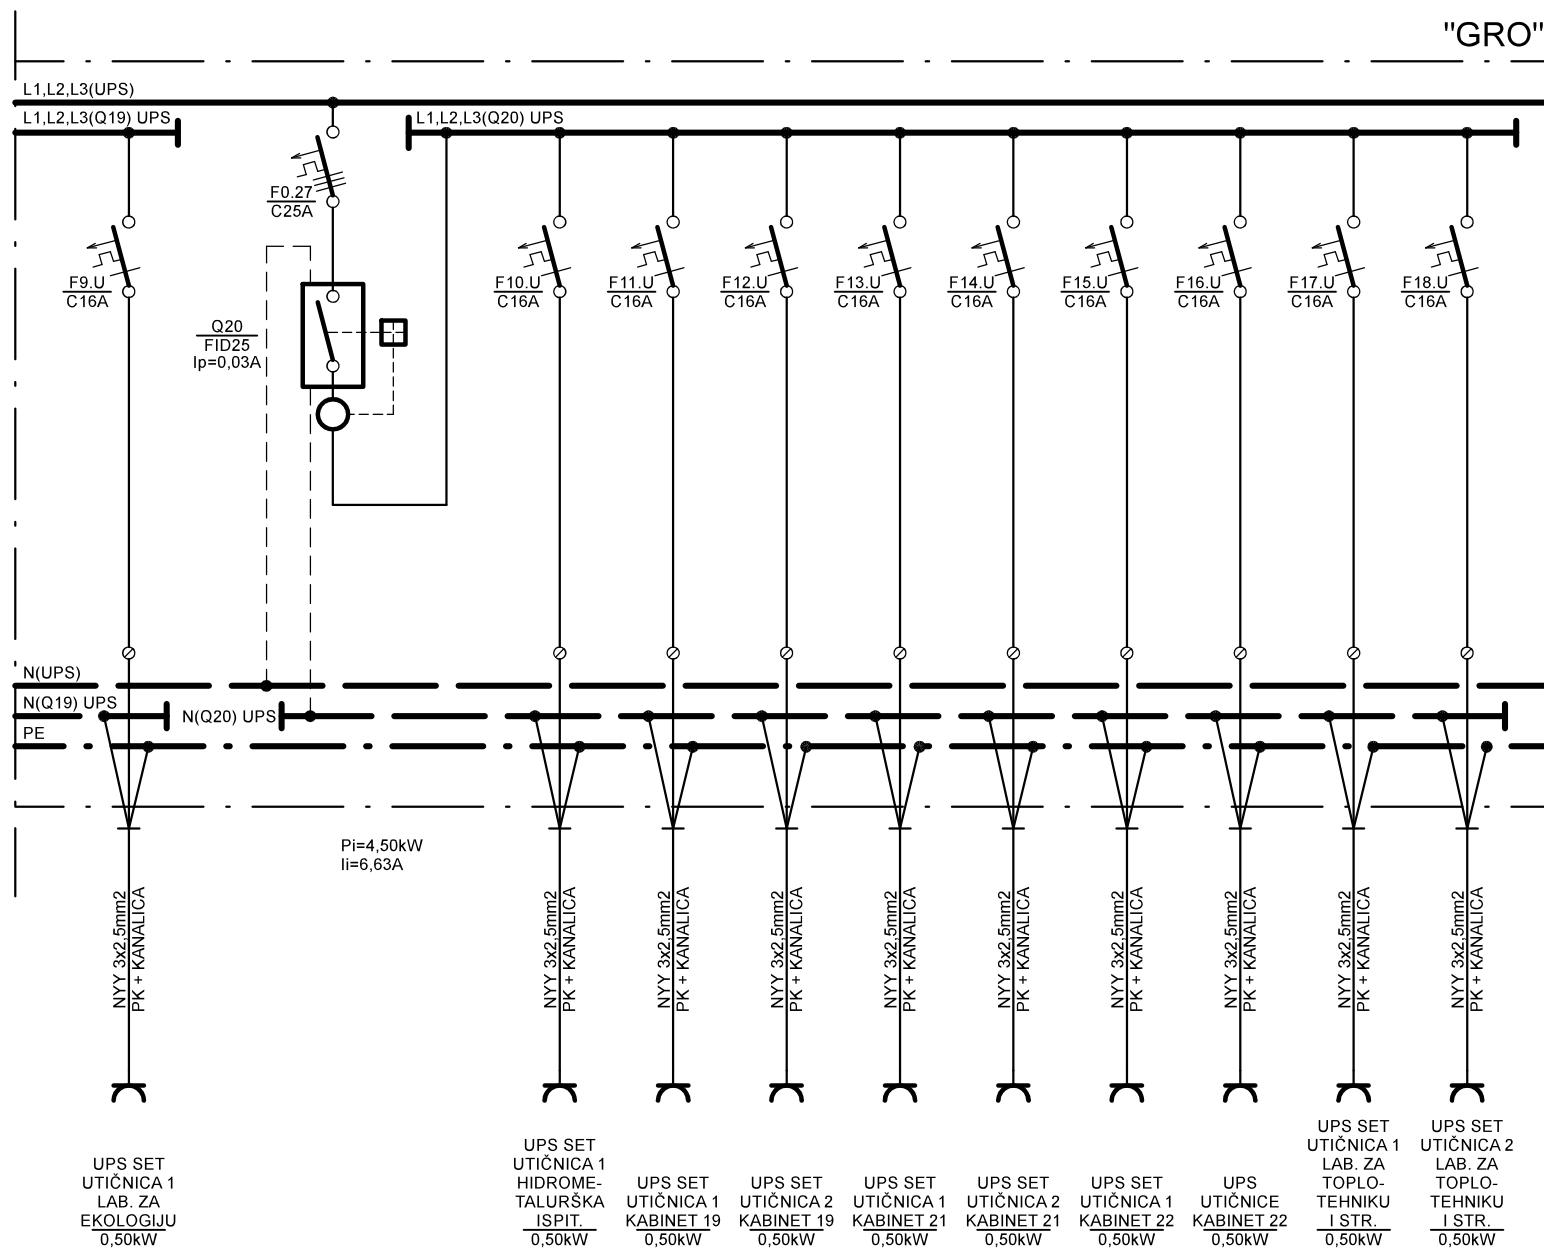 "GRO"
L1,L2,L3(UPS)
L1,L2,L3(Q19) UPS
L1,L2,L3(Q20) UPS
F0.27
C25A
F9.U
C16A
F10.U
C16A
F11.U
C16A
F12.U
C16A
F13.U
C16A
F14.U
C16A
F15.U
C16A
F16.U
C16A
F17.U
C16A
F18.U
C16A
Q20
FID25
Ip=0,03A
N(UPS)
N(Q19) UPS
N(Q20) UPS
PE
Pi=4,50kW
Ii=6,63A
NYY 3x2,5mm2
PK + KANALICA
NYY 3x2,5mm2
PK + KANALICA
NYY 3x2,5mm2
PK + KANALICA
NYY 3x2,5mm2
PK + KANALICA
NYY 3x2,5mm2
PK + KANALICA
NYY 3x2,5mm2
PK + KANALICA
NYY 3x2,5mm2
PK + KANALICA
NYY 3x2,5mm2
PK + KANALICA
NYY 3x2,5mm2
PK + KANALICA
NYY 3x2,5mm2
PK + KANALICA
UPS SET
UTIČNICA 1
LAB. ZA
EKOLOGIJU
0,50kW
UPS SET
UTIČNICA 1
HIDROME-
TALURŠKA
ISPIT.
0,50kW
UPS SET
UTIČNICA 1
KABINET 19
0,50kW
UPS SET
UTIČNICA 2
KABINET 19
0,50kW
UPS SET
UTIČNICA 1
KABINET 21
0,50kW
UPS SET
UTIČNICA 2
KABINET 21
0,50kW
UPS SET
UTIČNICA 1
KABINET 22
0,50kW
UPS
UTIČNICE
KABINET 22
0,50kW
UPS SET
UTIČNICA 1
LAB. ZA
TOPLO-
TEHNIKU
I STR.
0,50kW
UPS SET
UTIČNICA 2
LAB. ZA
TOPLO-
TEHNIKU
I STR.
0,50kW